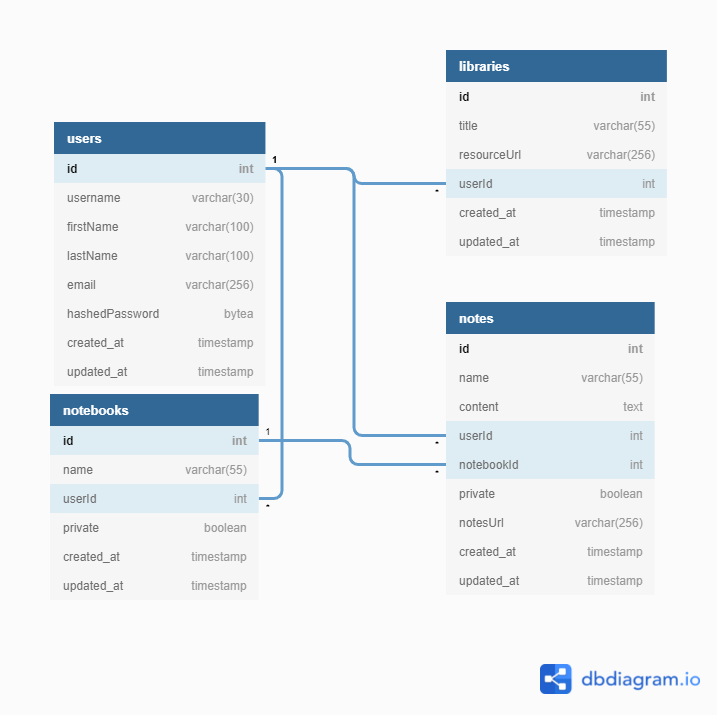 users
id int
username varchar(30)
firstName varchar(100)
lastName varchar(100)
email varchar(256)
hashedPassword bytea
created_at timestamp
updated_at timestamp
1
notebooks
id int
name varchar(55)
userId int
private boolean
created_at timestamp
updated_at timestamp
1
*
libraries
id int
title varchar(55)
resourceUrl varchar(256)
userId int
created_at timestamp
updated_at timestamp
*
notes
id int
name varchar(55)
content text
userId int
notebookId int
private boolean
notesUrl varchar(256)
created_at timestamp
updated_at timestamp
*
*
dbdiagram.io